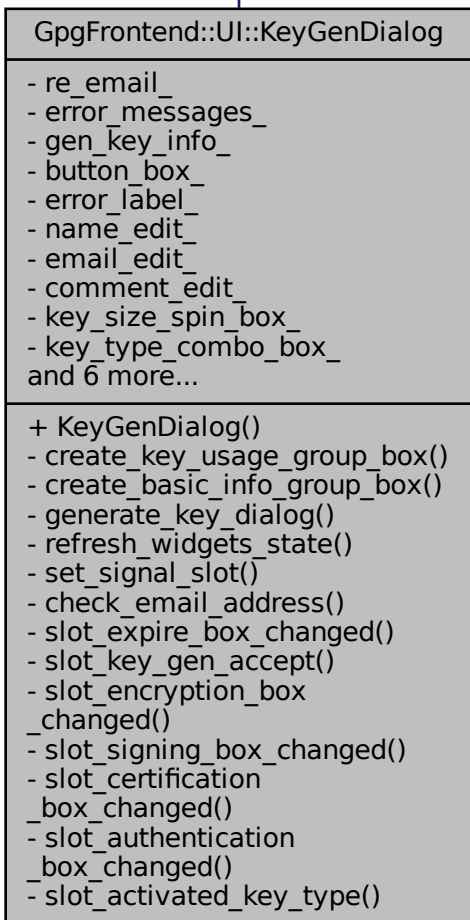 GpgFrontend::UI::KeyGenDialog
- re_email_
- error_messages_
- gen_key_info_
- button_box_
- error_label_
- name_edit_
- email_edit_
- comment_edit_
- key_size_spin_box_
- key_type_combo_box_
and 6 more...
+ KeyGenDialog()
- create_key_usage_group_box()
- create_basic_info_group_box()
- generate_key_dialog()
- refresh_widgets_state()
- set_signal_slot()
- check_email_address()
- slot_expire_box_changed()
- slot_key_gen_accept()
- slot_encryption_box
_changed()
- slot_signing_box_changed()
- slot_certification
_box_changed()
- slot_authentication
_box_changed()
- slot_activated_key_type()